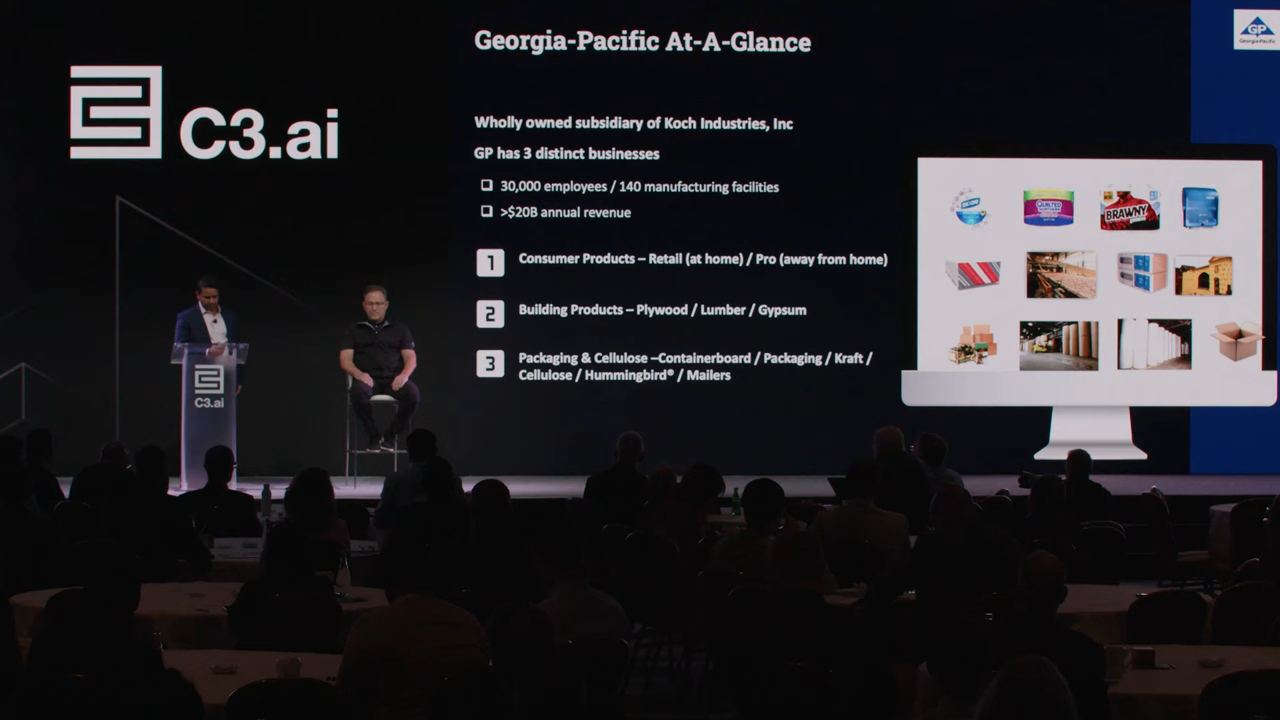 Georgia-Pacific At-A-Glance
GP
Georgia-Pacific
C3.ai
Wholly owned subsidiary of Koch Industries, Inc
GP has 3 distinct businesses
30,000 employees / 140 manufacturing facilities
>$20B annual revenue
1 Consumer Products – Retail (at home) / Pro (away from home)
2 Building Products – Plywood / Lumber / Gypsum
3 Packaging & Cellulose –Containerboard / Packaging / Kraft /
Cellulose / Hummingbird® / Mailers
QUILTED
BRAWNY
C3.ai